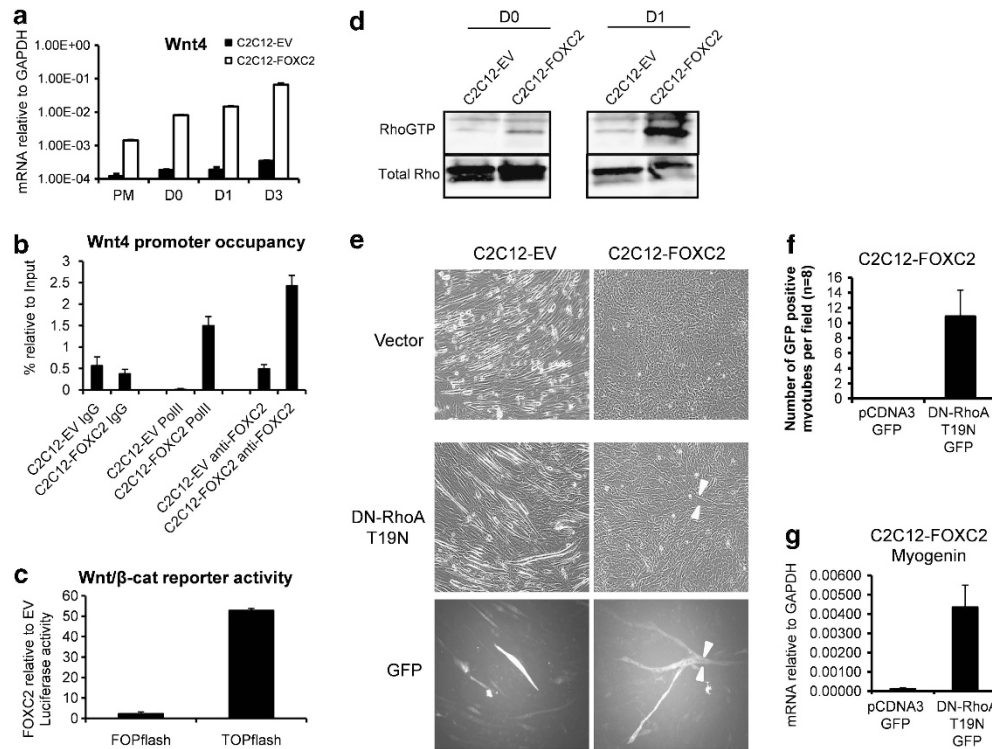 a
Wnt4
C2C12-EV
C2C12-FOXC2
mRNA relative to GAPDH
1.00E+00
1.00E-01
1.00E-02
1.00E-03
1.00E-04
PM D0 D1 D3
b
Wnt4 promoter occupancy
% relative to Input
3
2.5
2
1.5
1
0.5
0
C2C12-EV IgG
C2C12-FOXC2 IgG
C2C12-EV PolII
C2C12-FOXC2 PolII
C2C12-EV anti-FOXC2
C2C12-FOXC2 anti-FOXC2
c
Wnt/β-cat reporter activity
FOXC2 relative to EV
Luciferase activity
60
50
40
30
20
10
0
FOPflash TOPflash
d
D0 D1
C2C12-EV
C2C12-FOXC2
C2C12-EV
C2C12-FOXC2
RhoGTP
Total Rho
e
C2C12-EV C2C12-FOXC2
Vector
DN-RhoA
T19N
GFP
f
C2C12-FOXC2
Number of GFP positive
myotubes per field (n=8)
16
14
12
10
8
6
4
2
0
pCDNA3
GFP
DN-RhoA
T19N
GFP
g
C2C12-FOXC2
Myogenin
mRNA relative to GAPDH
0.00600
0.00500
0.00400
0.00300
0.00200
0.00100
0.00000
pCDNA3
GFP
DN-RhoA
T19N
GFP